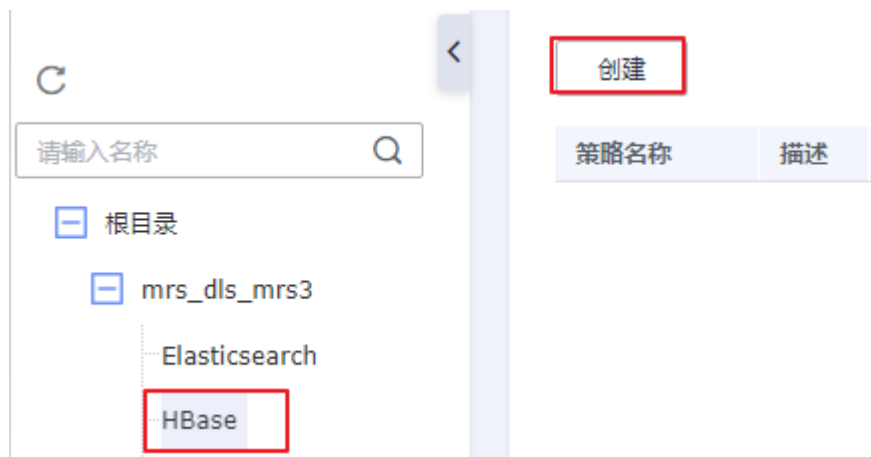 请输入名称
根目录
mrs_dls_mrs3
Elasticsearch
HBase
创建
策略名称 描述